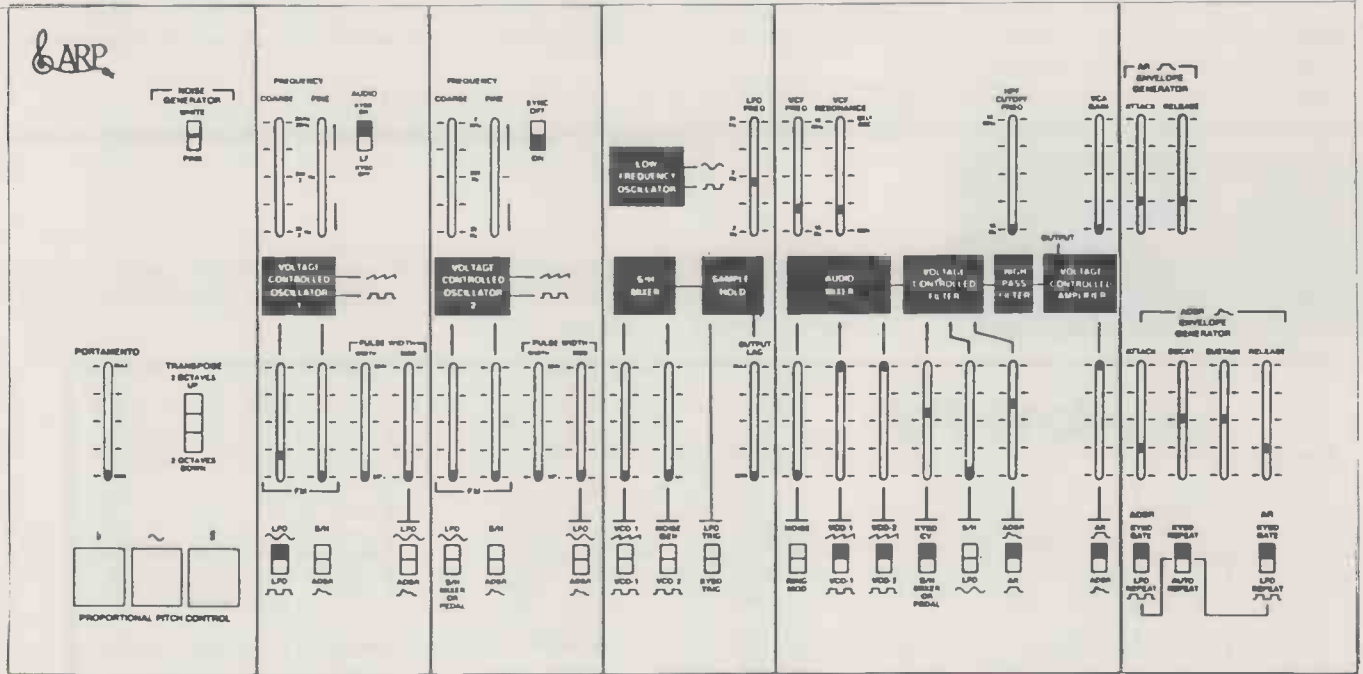 ARP
NOISE
GENERATOR
WHITE
PINK
PORTAMENTO
TRANSPOSE
2 OCTAVES
UP
2 OCTAVES
DOWN
PROPORTIONAL PITCH CONTROL
FREQUENCY
COARSE FINE
AUDIO
KYBD
ON
LF
KYBD
OFF
VOLTAGE
CONTROLLED
OSCILLATOR
1
PULSE WIDTH
WIDTH MOD
FM
LFO S/H LFO
LFO ADSR ADSR
FREQUENCY
COARSE FINE
SYNC
OFF
ON
VOLTAGE
CONTROLLED
OSCILLATOR
2
PULSE WIDTH
WIDTH MOD
FM
LFO S/H LFO
S/H
MIXER
OR
PEDAL
ADSR ADSR
LFO
FREQ
LOW
FREQUENCY
OSCILLATOR
S/H
MIXER
SAMPLE
HOLD
OUTPUT
LAG
VCO-1 NOISE
GEN
LFO
TRIG
VCO-1 VCO-2 KYBD
TRIG
VCF
FREQ
VCF
RESONANCE
HPF
CUTOFF
FREQ
VCA
GAIN
OUTPUT
AUDIO
MIXER
VOLTAGE
CONTROLLED
FILTER
HIGH
PASS
FILTER
VOLTAGE
CONTROLLED
AMPLIFIER
NOISE VCO-1 VCO-2 KYBD
CV
S/H ADSR AR
RING
MOD
VCO-1 VCO-2 S/H
MIXER
OR
PEDAL
LFO AR ADSR
AR
ENVELOPE
GENERATOR
ATTACK RELEASE
ADSR
ENVELOPE
GENERATOR
ATTACK DECAY SUSTAIN RELEASE
ADSR AR
KYBD
GATE
KYBD
REPEAT
KYBD
GATE
LFO
REPEAT
AUTO
REPEAT
LFO
REPEAT